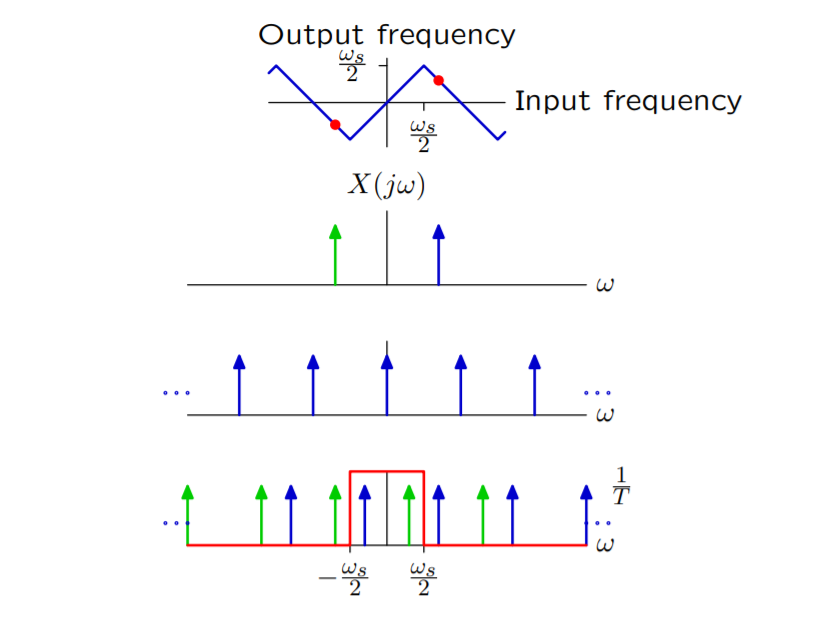 Output frequency
ωs/2
Input frequency
ωs/2
X(jω)
ω
... ...
ω
1/T
... ...
ω
−ωs/2 ωs/2